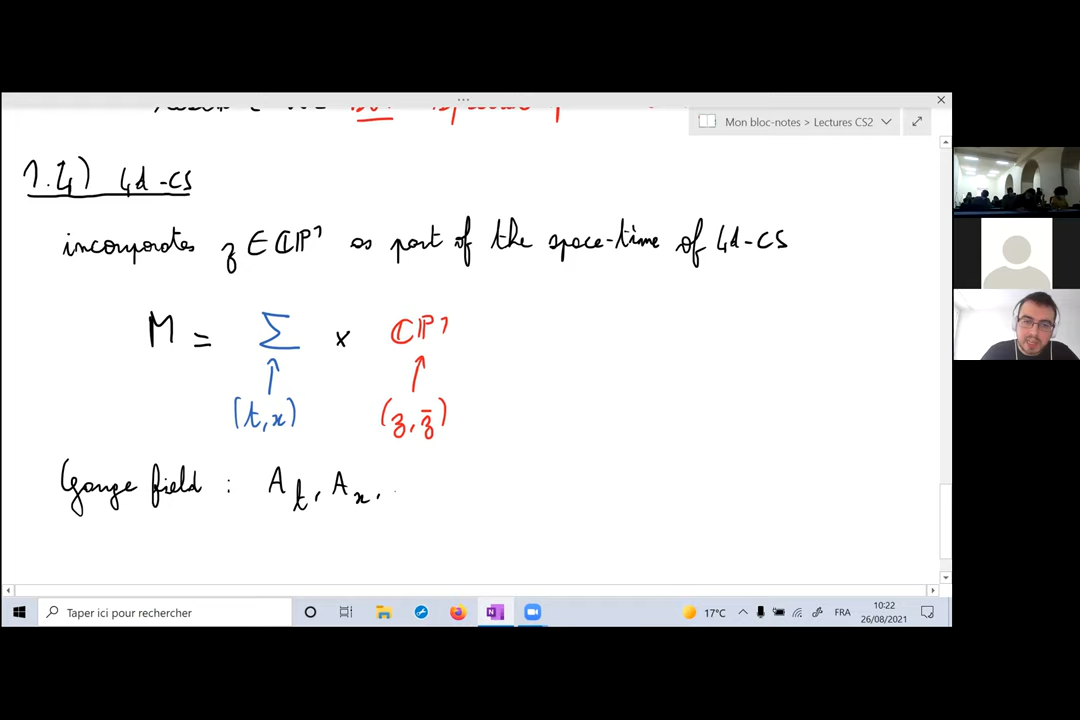 Mon bloc-notes > Lectures CS2
1.4) 4d-CS
incorporates z ∈ ℂℙ¹ as part of the space-time of 4d-CS
M = Σ × ℂℙ¹
(t,x) (z, z̄)
Gauge field : A_t, A_x,
Taper ici pour rechercher
17°C
FRA
10:22
26/08/2021